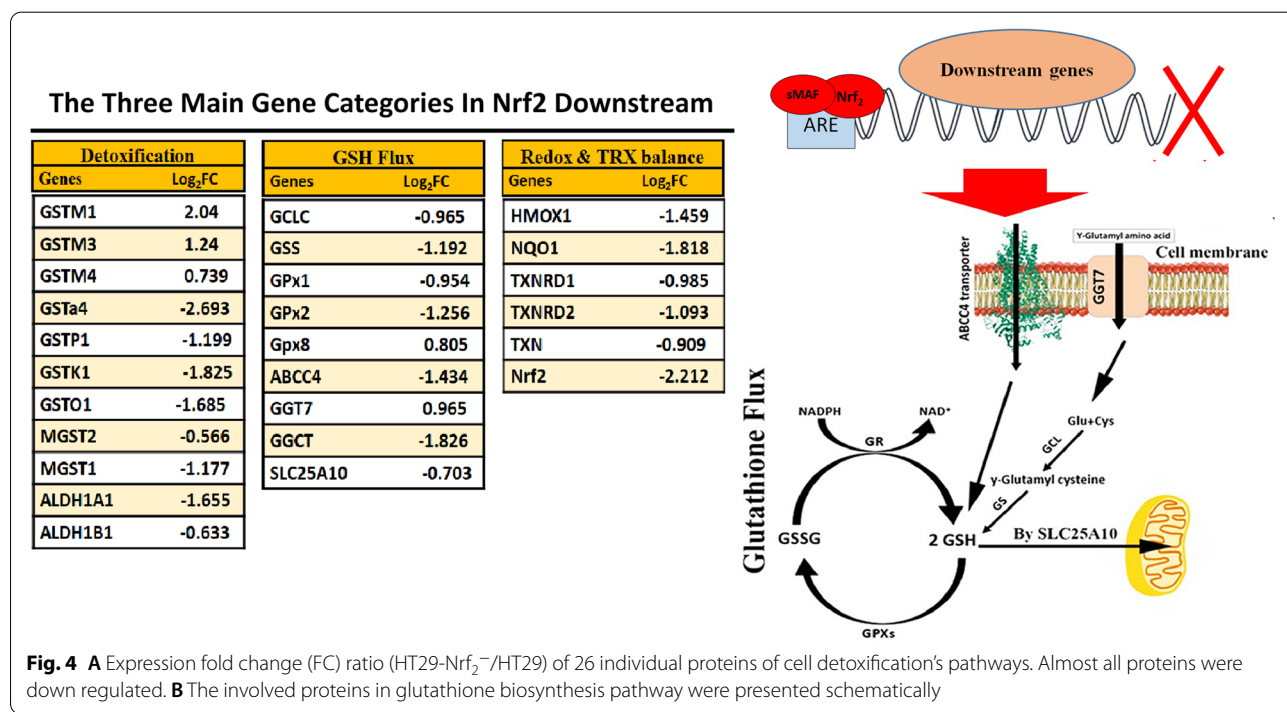 The Three Main Gene Categories In Nrf2 Downstream
Detoxification
Genes Log₂FC
GSTM1 2.04
GSTM3 1.24
GSTM4 0.739
GSTa4 -2.693
GSTP1 -1.199
GSTK1 -1.825
GSTO1 -1.685
MGST2 -0.566
MGST1 -1.177
ALDH1A1 -1.655
ALDH1B1 -0.633
GSH Flux
Genes Log₂FC
GCLC -0.965
GSS -1.192
GPx1 -0.954
GPx2 -1.256
Gpx8 0.805
ABCC4 -1.434
GGT7 0.965
GGCT -1.826
SLC25A10 -0.703
Redox & TRX balance
Genes Log₂FC
HMOX1 -1.459
NQO1 -1.818
TXNRD1 -0.985
TXNRD2 -1.093
TXN -0.909
Nrf2 -2.212
Downstream genes
sMAF
Nrf₂
ARE
Y-Glutamyl amino acid
Cell membrane
ABCC4 transporter
GGT7
Glutathione Flux
NADPH
NAD⁺
GR
Glu+Cys
GCL
y-Glutamyl cysteine
GS
GSSG
2 GSH
By SLC25A10
GPXs
Fig. 4 A Expression fold change (FC) ratio (HT29-Nrf₂⁻/HT29) of 26 individual proteins of cell detoxification's pathways. Almost all proteins were
down regulated. B The involved proteins in glutathione biosynthesis pathway were presented schematically